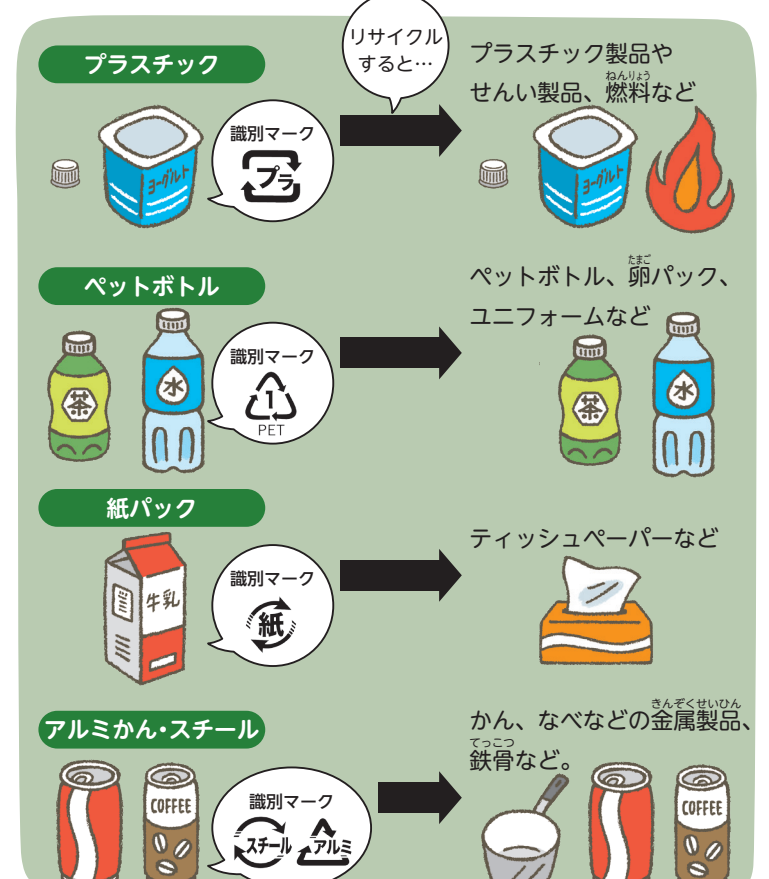 リサイクル
すると…
プラスチック
プラスチック製品や
せんい製品、燃料など
ねんりょう
識別マーク
プラ
ヨーグルト
ヨーグルト
ペットボトル
ペットボトル、卵パック、
たまご
ユニフォームなど
識別マーク
1
PET
茶
水
茶
水
紙パック
ティッシュペーパーなど
識別マーク
紙
牛乳
アルミかん・スチール
かん、なべなどの金属製品、
きんぞくせいひん
鉄骨など。
てっこつ
識別マーク
スチール
アルミ
COFFEE
COFFEE